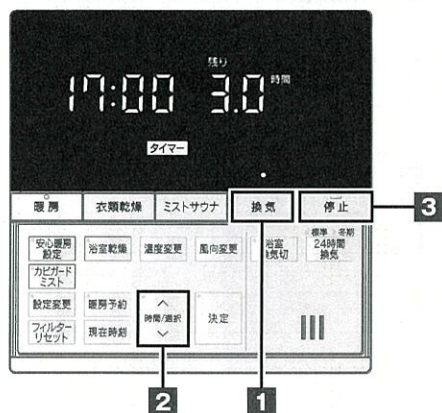 残り
17:00 3.0 時間
タイマー
暖房 衣類乾燥 ミストサウナ 換気 停止
3
安心暖房
設定
浴室乾燥 温度変更 風向変更
浴室
換気切
標準 冬期
24時間
換気
カビガード
ミスト
設定変更 暖房予約
時間/選択
決定
フィルター
リセット
現在時刻
2 1